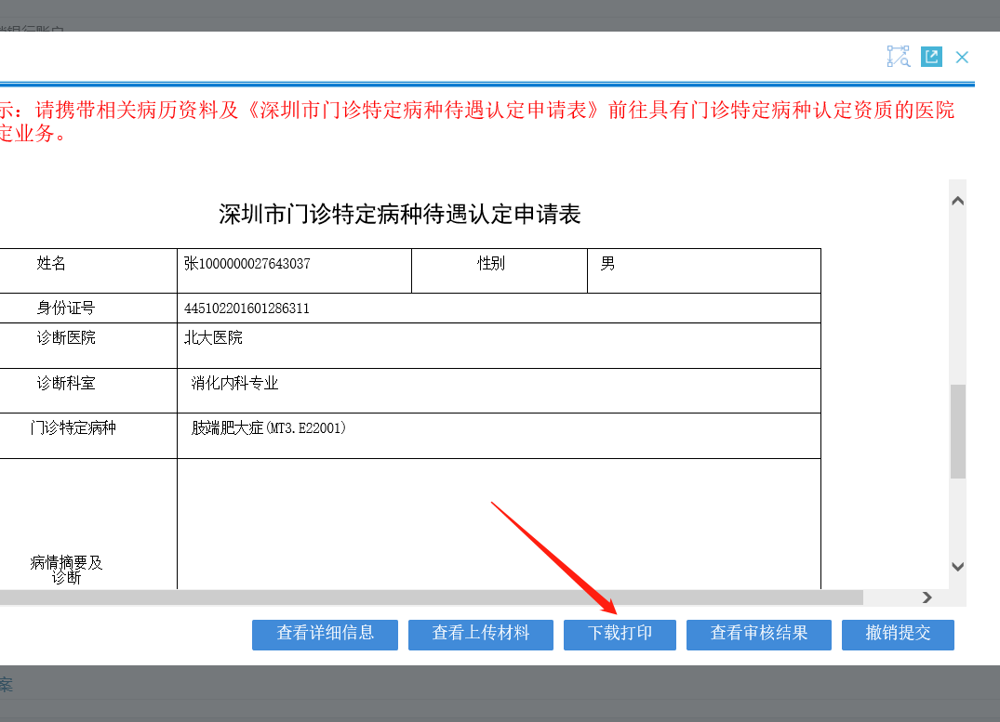 销银行账户
示：请携带相关病历资料及《深圳市门诊特定病种待遇认定申请表》前往具有门诊特定病种认定资质的医院
定业务。
深圳市门诊特定病种待遇认定申请表
姓名 张1000000027643037 性别 男
身份证号 445102201601286311
诊断医院 北大医院
诊断科室 消化内科专业
门诊特定病种 肢端肥大症(MT3.E22001)
病情摘要及
诊断
查看详细信息 查看上传材料 下载打印 查看审核结果 撤销提交
案